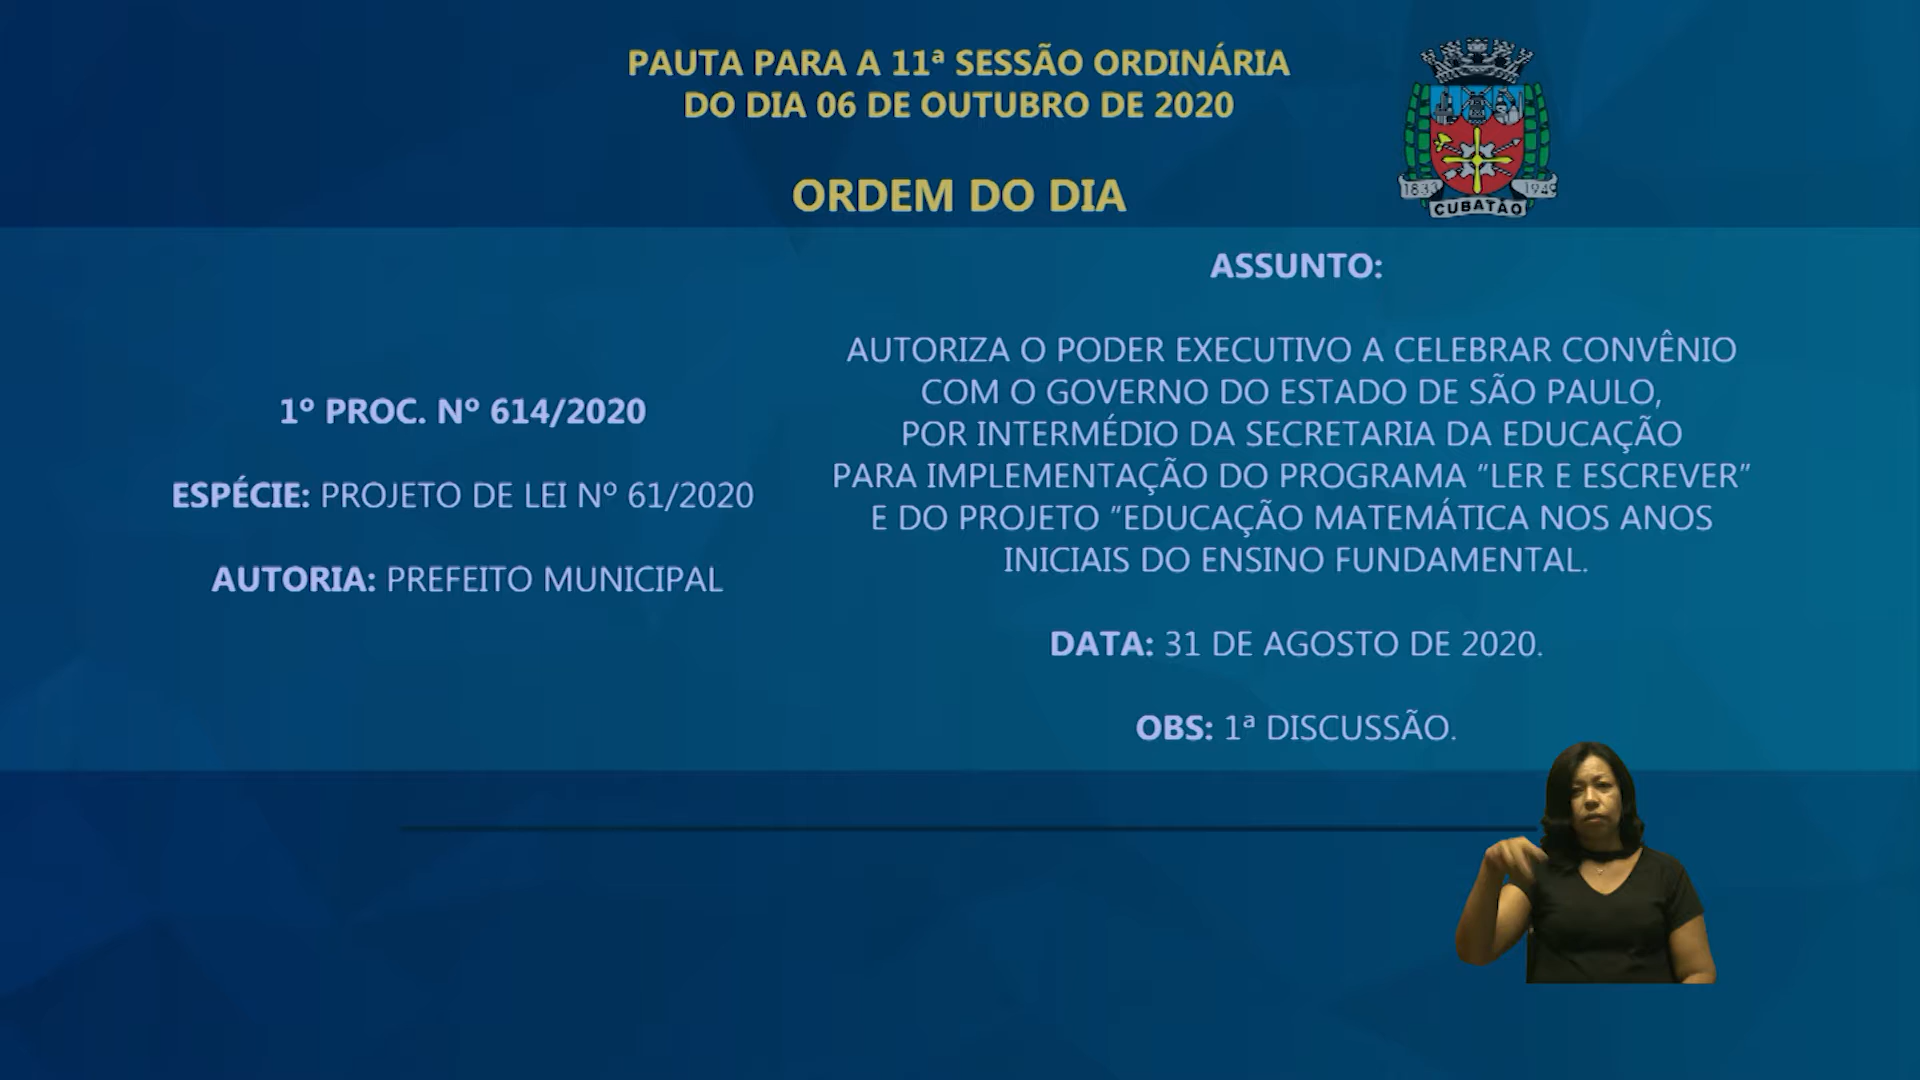 PAUTA PARA A 11ª SESSÃO ORDINÁRIA
DO DIA 06 DE OUTUBRO DE 2020
ORDEM DO DIA
1833 1949
CUBATÃO
1º PROC. Nº 614/2020
ESPÉCIE: PROJETO DE LEI Nº 61/2020
AUTORIA: PREFEITO MUNICIPAL
ASSUNTO:
AUTORIZA O PODER EXECUTIVO A CELEBRAR CONVÊNIO
COM O GOVERNO DO ESTADO DE SÃO PAULO,
POR INTERMÉDIO DA SECRETARIA DA EDUCAÇÃO
PARA IMPLEMENTAÇÃO DO PROGRAMA "LER E ESCREVER"
E DO PROJETO "EDUCAÇÃO MATEMÁTICA NOS ANOS
INICIAIS DO ENSINO FUNDAMENTAL.
DATA: 31 DE AGOSTO DE 2020.
OBS: 1ª DISCUSSÃO.